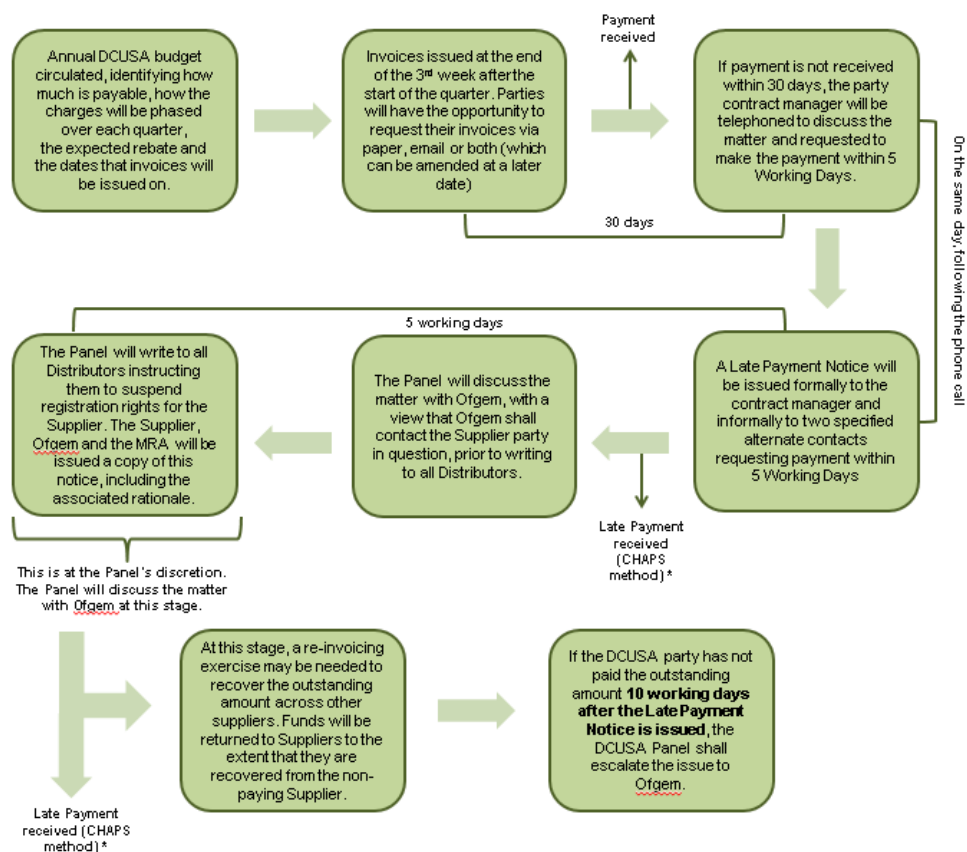 Annual DCUSA budget
circulated, identifying how
much is payable, how the
charges will be phased
over each quarter,
the expected rebate and
the dates that invoices will
be issued on.
Invoices issued at the end
of the 3rd week after the
start of the quarter. Parties
will have the opportunity to
request their invoices via
paper, email or both (which
can be amended at a later
date)
Payment
received
If payment is not received
within 30 days, the party
contract manager will be
telephoned to discuss the
matter and requested to
make the payment within 5
Working Days.
30 days
On the same day, following the phone call
5 working days
A Late Payment Notice will
be issued formally to the
contract manager and
informally to two specified
alternate contacts
requesting payment within
5 Working Days
Late Payment
received
(CHAPS
method) *
The Panel will discuss the
matter with Ofgem, with a
view that Ofgem shall
contact the Supplier party
in question, prior to writing
to all Distributors.
The Panel will write to all
Distributors instructing
them to suspend
registration rights for the
Supplier. The Supplier,
Ofgem and the MRA will be
issued a copy of this
notice, including the
associated rationale.
This is at the Panel's discretion.
The Panel will discuss the matter
with Ofgem at this stage.
Late Payment
received (CHAPS
method) *
At this stage, a re-invoicing
exercise may be needed to
recover the outstanding
amount across other
suppliers. Funds will be
returned to Suppliers to the
extent that they are
recovered from the non-
paying Supplier.
If the DCUSA party has not
paid the outstanding
amount 10 working days
after the Late Payment
Notice is issued, the
DCUSA Panel shall
escalate the issue to
Ofgem.